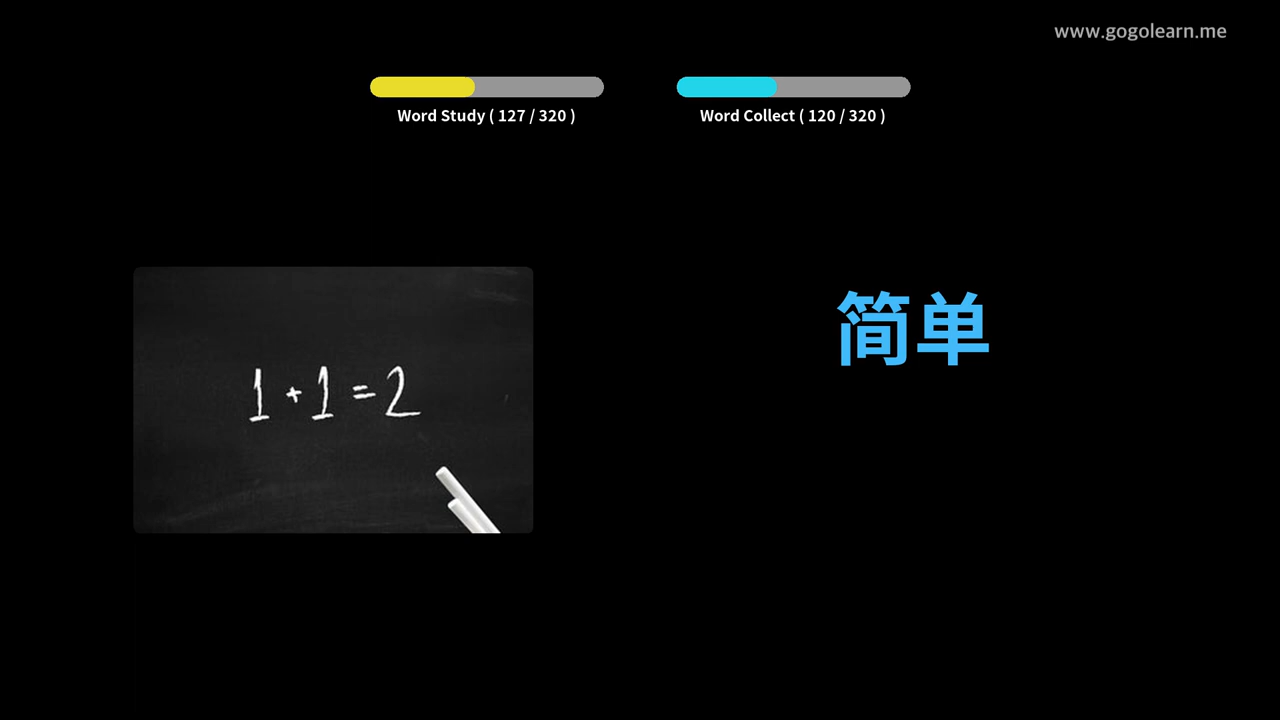 www.gogolearn.me
Word Study ( 127 / 320 )
Word Collect ( 120 / 320 )
简单
1 + 1 = 2